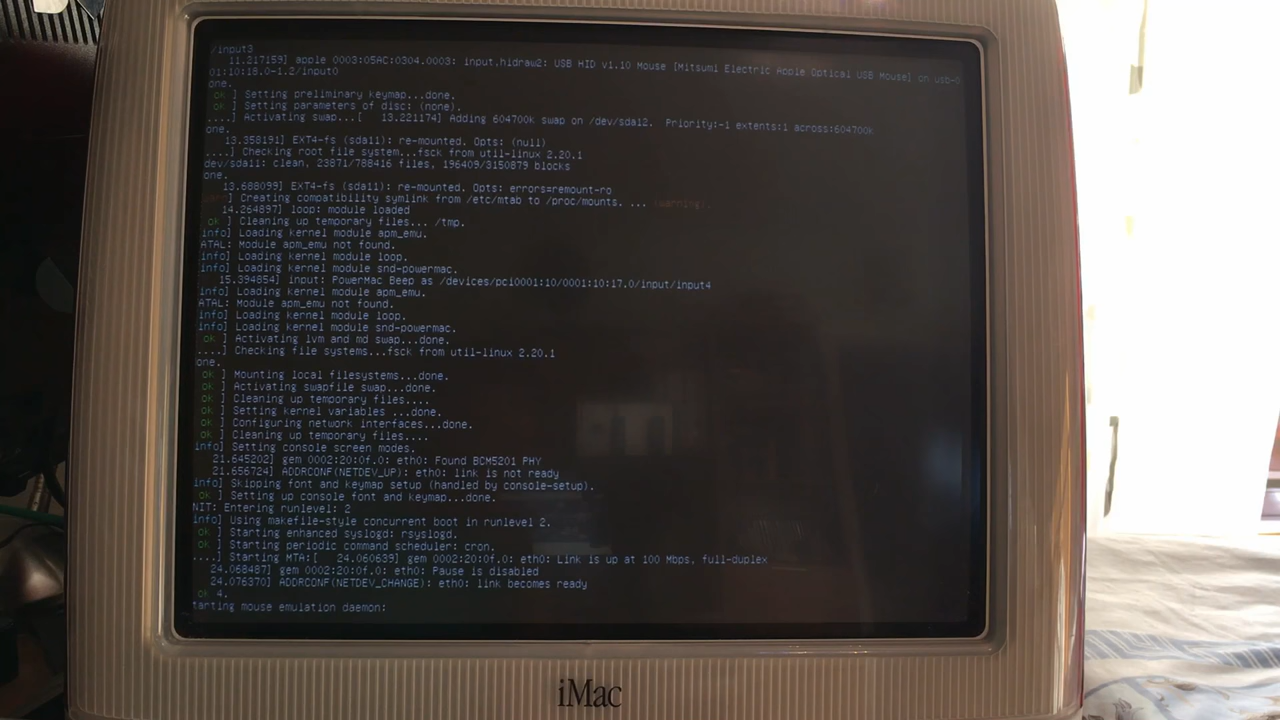 /input3
11.217159] apple 0003:05AC:0304.0003: input,hidraw2: USB HID v1.10 Mouse [Mitsumi Electric Apple Optical USB Mouse] on usb-0
01:10:18.0-1.2/input0
one.
ok ] Setting preliminary keymap...done.
ok ] Setting parameters of disc: (none).
....] Activating swap...[ 13.221174] Adding 604700k swap on /dev/sda12. Priority:-1 extents:1 across:604700k
one.
13.358191] EXT4-fs (sda11): re-mounted. Opts: (null)
....] Checking root file system...fsck from util-linux 2.20.1
dev/sda11: clean, 23871/788416 files, 196409/3150879 blocks
one.
13.688099] EXT4-fs (sda11): re-mounted. Opts: errors=remount-ro
warn] Creating compatibility symlink from /etc/mtab to /proc/mounts. ... (warning).
14.264897] loop: module loaded
ok ] Cleaning up temporary files... /tmp.
info] Loading kernel module apm_emu.
ATAL: Module apm_emu not found.
info] Loading kernel module loop.
info] Loading kernel module snd-powermac.
15.394854] input: PowerMac Beep as /devices/pci0001:10/0001:10:17.0/input/input4
info] Loading kernel module apm_emu.
ATAL: Module apm_emu not found.
info] Loading kernel module loop.
info] Loading kernel module snd-powermac.
ok ] Activating lvm and md swap...done.
....] Checking file systems...fsck from util-linux 2.20.1
one.
ok ] Mounting local filesystems...done.
ok ] Activating swapfile swap...done.
ok ] Cleaning up temporary files....
ok ] Setting kernel variables ...done.
ok ] Configuring network interfaces...done.
ok ] Cleaning up temporary files....
info] Setting console screen modes.
21.645202] gem 0002:20:0f.0: eth0: Found BCM5201 PHY
21.656724] ADDRCONF(NETDEV_UP): eth0: link is not ready
info] Skipping font and keymap setup (handled by console-setup).
ok ] Setting up console font and keymap...done.
NIT: Entering runlevel: 2
info] Using makefile-style concurrent boot in runlevel 2.
ok ] Starting enhanced syslogd: rsyslogd.
ok ] Starting periodic command scheduler: cron.
....] Starting MTA:[ 24.060639] gem 0002:20:0f.0: eth0: Link is up at 100 Mbps, full-duplex
24.068487] gem 0002:20:0f.0: eth0: Pause is disabled
24.076370] ADDRCONF(NETDEV_CHANGE): eth0: link becomes ready
ok 4.
tarting mouse emulation daemon:
iMac